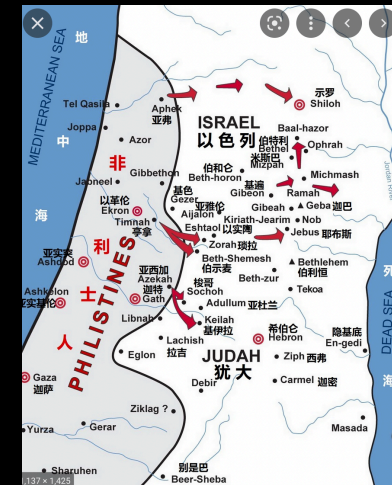 MEDITERRANEAN SEA
地
中
海
Tel Qasila
Joppa
Azor
Aphek
亚弗
示罗
Shiloh
ISRAEL
以色列
Baal-hazor
伯特利
Bethel
Ophrah
米斯巴
Mizpah
伯和仑
Beth-horon
Michmash
非
利
士
人
PHILISTINES
Jabneel
Gibbethon
基色
Gezer
基遍
Gibeon
Ramah
以革伦
Ekron
亚雅伦
Aijalon
Gibeah
Geba 迦巴
Kiriath-Jearim
Nob
Timnah
亭拿
Eshtaol 以实陶
Zorah 琐拉
Jebus 耶布斯
亚实突
Ashdod
Beth-Shemesh
伯示麦
Bethlehem
伯利恒
亚西加
Azekah
梭哥
Sochoh
Beth-zur
Tekoa
Ashkelon
亚实基伦
迦特
Gath
Adullum 亚杜兰
Libnah
Keilah
基伊拉
希伯仑
Hebron
隐基底
En-gedi
Lachish
拉吉
Eglon
JUDAH
犹大
Ziph 西弗
Gaza
迦萨
Debir
Carmel 迦密
Ziklag ?
Yurza
Gerar
Masada
Sharuhen
别是巴
Beer-Sheba
死
海
DEAD SEA
1,137 × 1,425